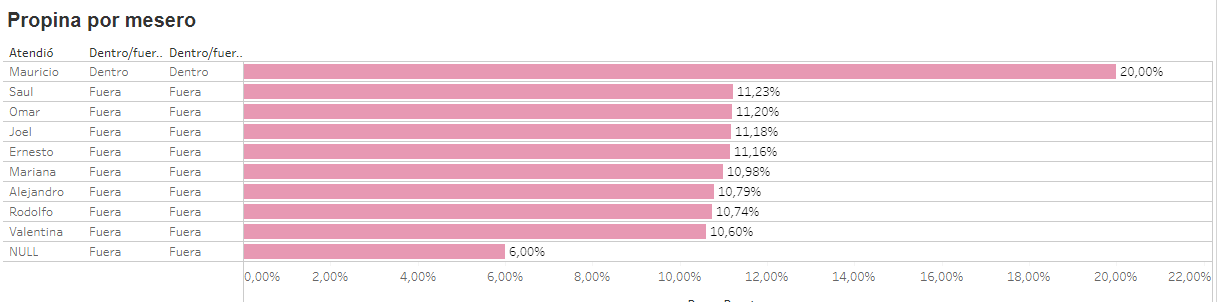 Propina por mesero
Atendió Dentro/fuer.. Dentro/fuer..
Mauricio Dentro Dentro 20,00%
Saul Fuera Fuera 11,23%
Omar Fuera Fuera 11,20%
Joel Fuera Fuera 11,18%
Ernesto Fuera Fuera 11,16%
Mariana Fuera Fuera 10,98%
Alejandro Fuera Fuera 10,79%
Rodolfo Fuera Fuera 10,74%
Valentina Fuera Fuera 10,60%
NULL Fuera Fuera 6,00%
0,00% 2,00% 4,00% 6,00% 8,00% 10,00% 12,00% 14,00% 16,00% 18,00% 20,00% 22,00%